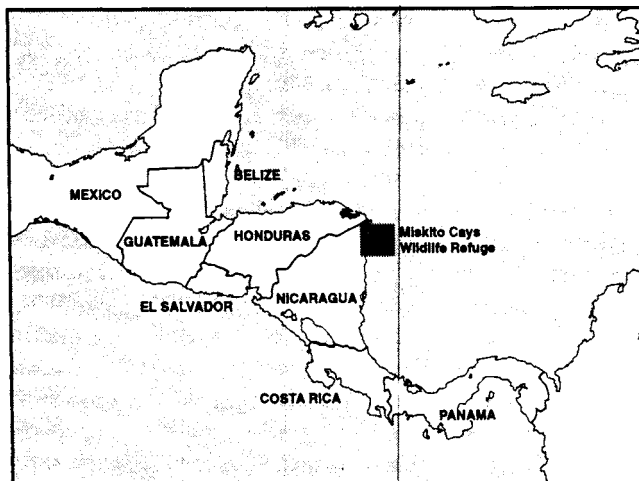 MEXICO
BELIZE
GUATEMALA
HONDURAS
Miskito Cays
Wildlife Refuge
EL SALVADOR
NICARAGUA
COSTA RICA
PANAMA